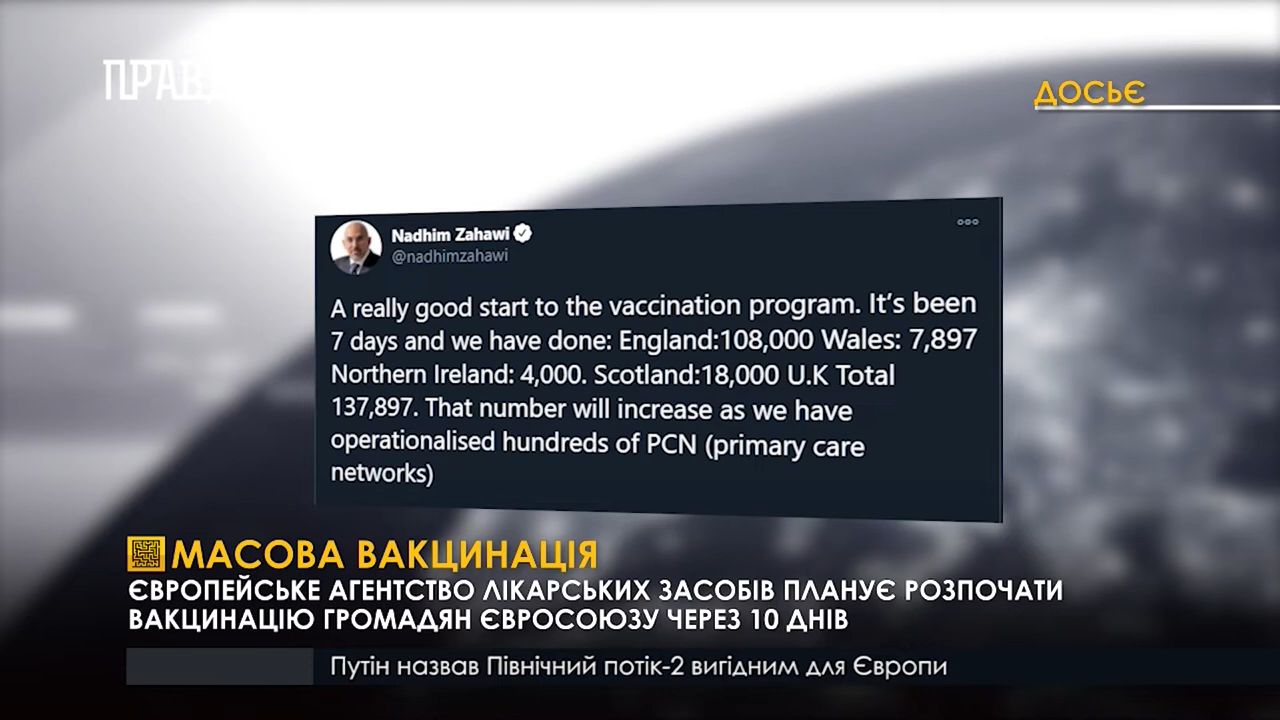 ДОСЬЄ
Nadhim Zahawi
@nadhimzahawi
A really good start to the vaccination program. It’s been
7 days and we have done: England:108,000 Wales: 7,897
Northern Ireland: 4,000. Scotland:18,000 U.K Total
137,897. That number will increase as we have
operationalised hundreds of PCN (primary care
networks)
МАСОВА ВАКЦИНАЦІЯ
ЄВРОПЕЙСЬКЕ АГЕНТСТВО ЛІКАРСЬКИХ ЗАСОБІВ ПЛАНУЄ РОЗПОЧАТИ
ВАКЦИНАЦІЮ ГРОМАДЯН ЄВРОСОЮЗУ ЧЕРЕЗ 10 ДНІВ
Путін назвав Північний потік-2 вигідним для Європи